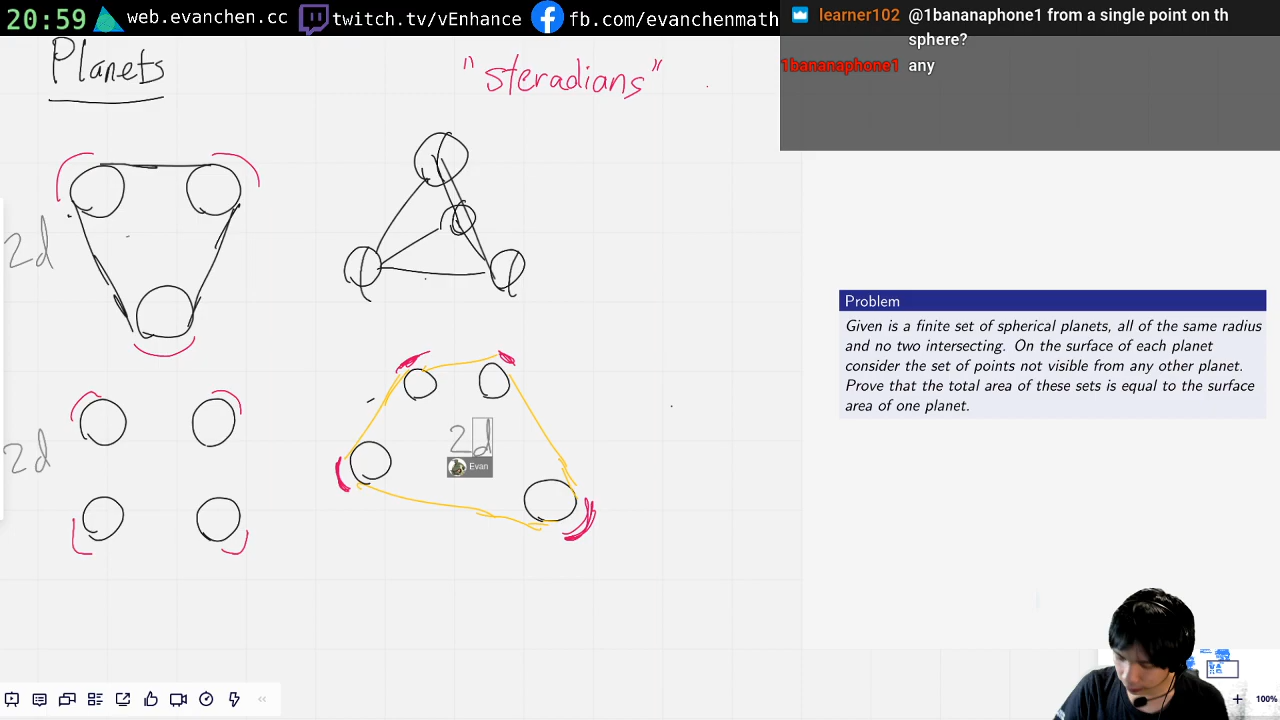 20:59 web.evanchen.cc twitch.tv/vEnhance fb.com/evanchenmath
learner102 @1bananaphone1 from a single point on th
sphere?
1bananaphone1 any
Planets
"steradians"
2d
2d
2d
Evan
Problem
Given is a finite set of spherical planets, all of the same radius
and no two intersecting. On the surface of each planet
consider the set of points not visible from any other planet.
Prove that the total area of these sets is equal to the surface
area of one planet.
100%